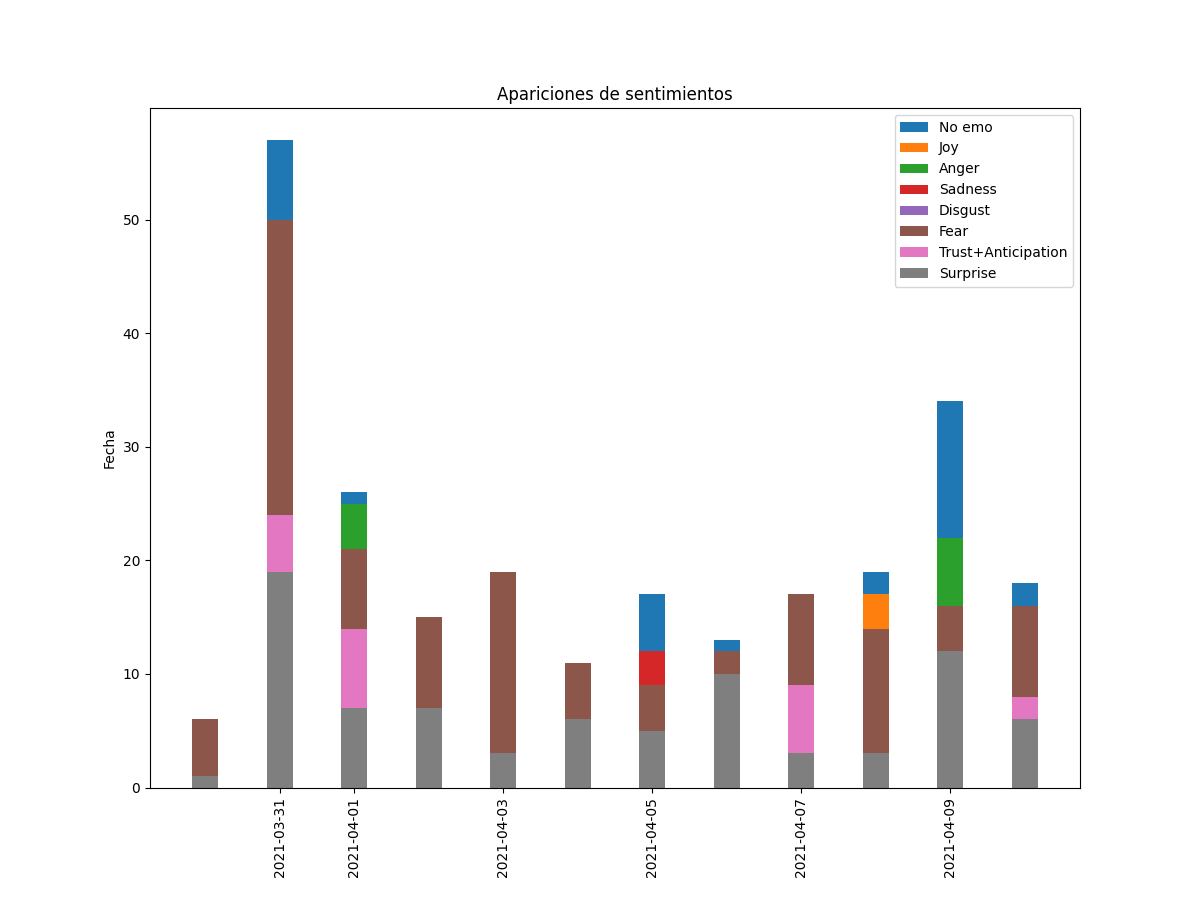 Apariciones de sentimientos
No emo
Joy
Anger
Sadness
Disgust
Fear
Trust+Anticipation
Surprise
Fecha
50
40
30
20
10
0
2021-03-31
2021-04-01
2021-04-03
2021-04-05
2021-04-07
2021-04-09